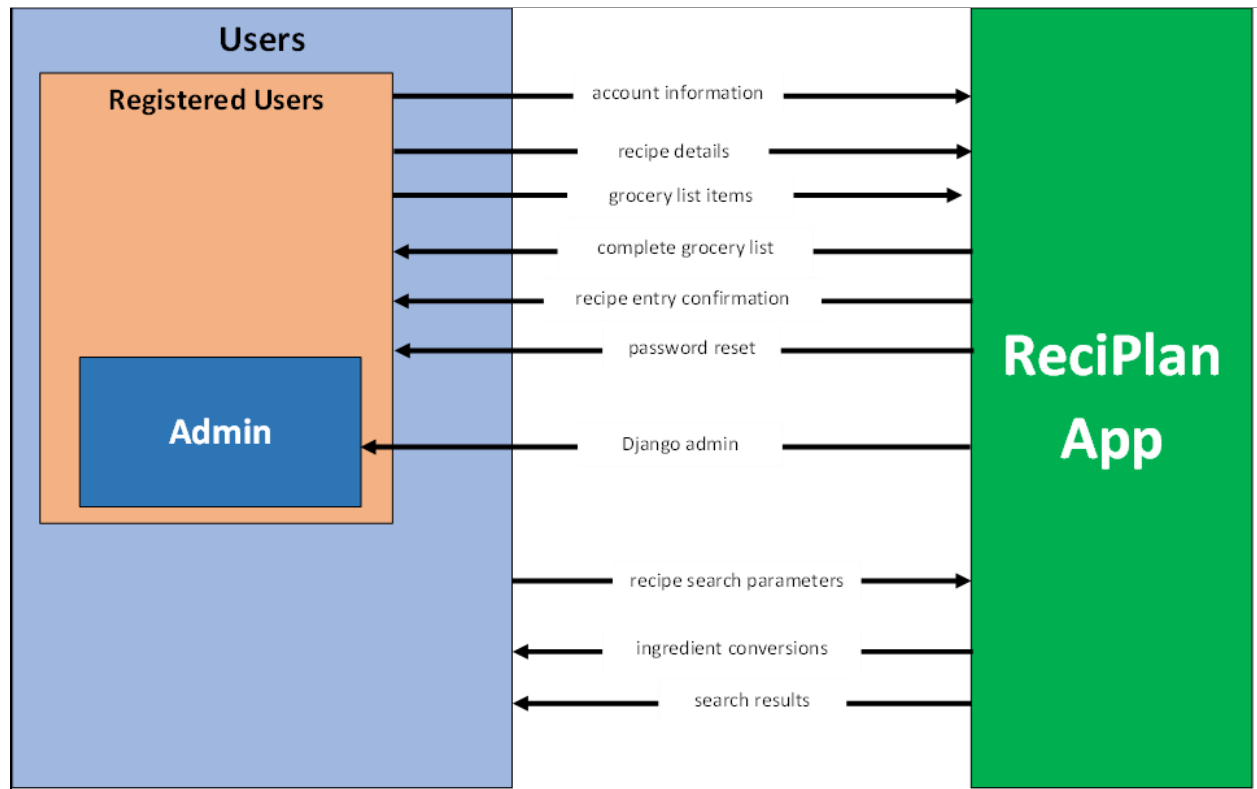 Users
Registered Users
account information
recipe details
grocery list items
complete grocery list
recipe entry confirmation
password reset
Admin
Django admin
ReciPlan
App
recipe search parameters
ingredient conversions
search results